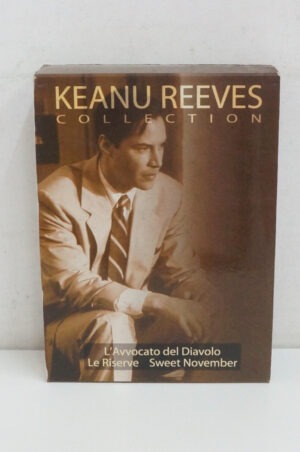 KEANU REEVES
COLLECTION
L'Avvocato del Diavolo
Le Riserve Sweet November